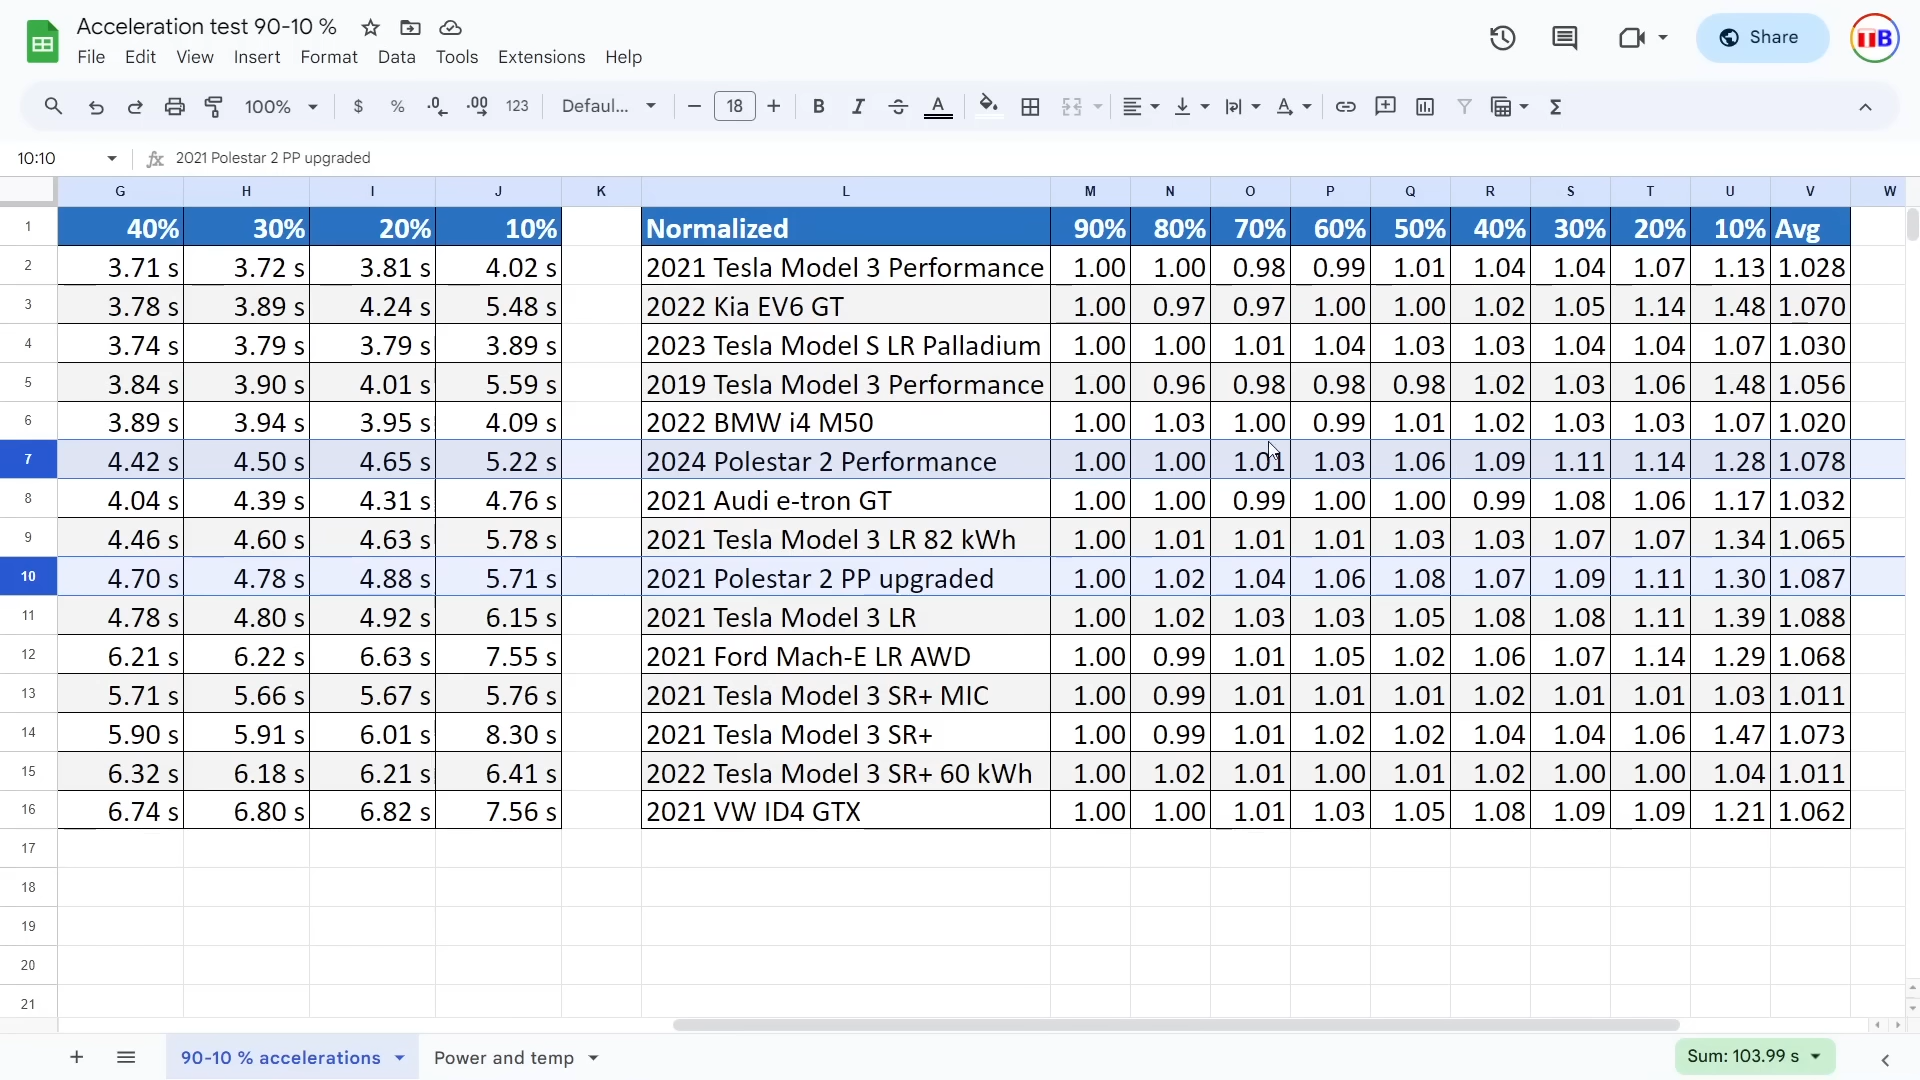 Acceleration test 90-10 %
File Edit View Insert Format Data Tools Extensions Help
Share
TB
100% $ % .0 .00 123 Defaul... 18 B I S A A Σ
10:10 fx 2021 Polestar 2 PP upgraded
G H I J K L M N O P Q R S T U V W
1 40% 30% 20% 10% Normalized 90% 80% 70% 60% 50% 40% 30% 20% 10% Avg
2 3.71 s 3.72 s 3.81 s 4.02 s 2021 Tesla Model 3 Performance 1.00 1.00 0.98 0.99 1.01 1.04 1.04 1.07 1.13 1.028
3 3.78 s 3.89 s 4.24 s 5.48 s 2022 Kia EV6 GT 1.00 0.97 0.97 1.00 1.00 1.02 1.05 1.14 1.48 1.070
4 3.74 s 3.79 s 3.79 s 3.89 s 2023 Tesla Model S LR Palladium 1.00 1.00 1.01 1.04 1.03 1.03 1.04 1.04 1.07 1.030
5 3.84 s 3.90 s 4.01 s 5.59 s 2019 Tesla Model 3 Performance 1.00 0.96 0.98 0.98 0.98 1.02 1.03 1.06 1.48 1.056
6 3.89 s 3.94 s 3.95 s 4.09 s 2022 BMW i4 M50 1.00 1.03 1.00 0.99 1.01 1.02 1.03 1.03 1.07 1.020
7 4.42 s 4.50 s 4.65 s 5.22 s 2024 Polestar 2 Performance 1.00 1.00 1.01 1.03 1.06 1.09 1.11 1.14 1.28 1.078
8 4.04 s 4.39 s 4.31 s 4.76 s 2021 Audi e-tron GT 1.00 1.00 0.99 1.00 1.00 0.99 1.08 1.06 1.17 1.032
9 4.46 s 4.60 s 4.63 s 5.78 s 2021 Tesla Model 3 LR 82 kWh 1.00 1.01 1.01 1.01 1.03 1.03 1.07 1.07 1.34 1.065
10 4.70 s 4.78 s 4.88 s 5.71 s 2021 Polestar 2 PP upgraded 1.00 1.02 1.04 1.06 1.08 1.07 1.09 1.11 1.30 1.087
11 4.78 s 4.80 s 4.92 s 6.15 s 2021 Tesla Model 3 LR 1.00 1.02 1.03 1.03 1.05 1.08 1.08 1.11 1.39 1.088
12 6.21 s 6.22 s 6.63 s 7.55 s 2021 Ford Mach-E LR AWD 1.00 0.99 1.01 1.05 1.02 1.06 1.07 1.14 1.29 1.068
13 5.71 s 5.66 s 5.67 s 5.76 s 2021 Tesla Model 3 SR+ MIC 1.00 0.99 1.01 1.01 1.01 1.02 1.01 1.01 1.03 1.011
14 5.90 s 5.91 s 6.01 s 8.30 s 2021 Tesla Model 3 SR+ 1.00 0.99 1.01 1.02 1.02 1.04 1.04 1.06 1.47 1.073
15 6.32 s 6.18 s 6.21 s 6.41 s 2022 Tesla Model 3 SR+ 60 kWh 1.00 1.02 1.01 1.00 1.01 1.02 1.00 1.00 1.04 1.011
16 6.74 s 6.80 s 6.82 s 7.56 s 2021 VW ID4 GTX 1.00 1.00 1.01 1.03 1.05 1.08 1.09 1.09 1.21 1.062
17
18
19
20
21
90-10 % accelerations Power and temp Sum: 103.99 s